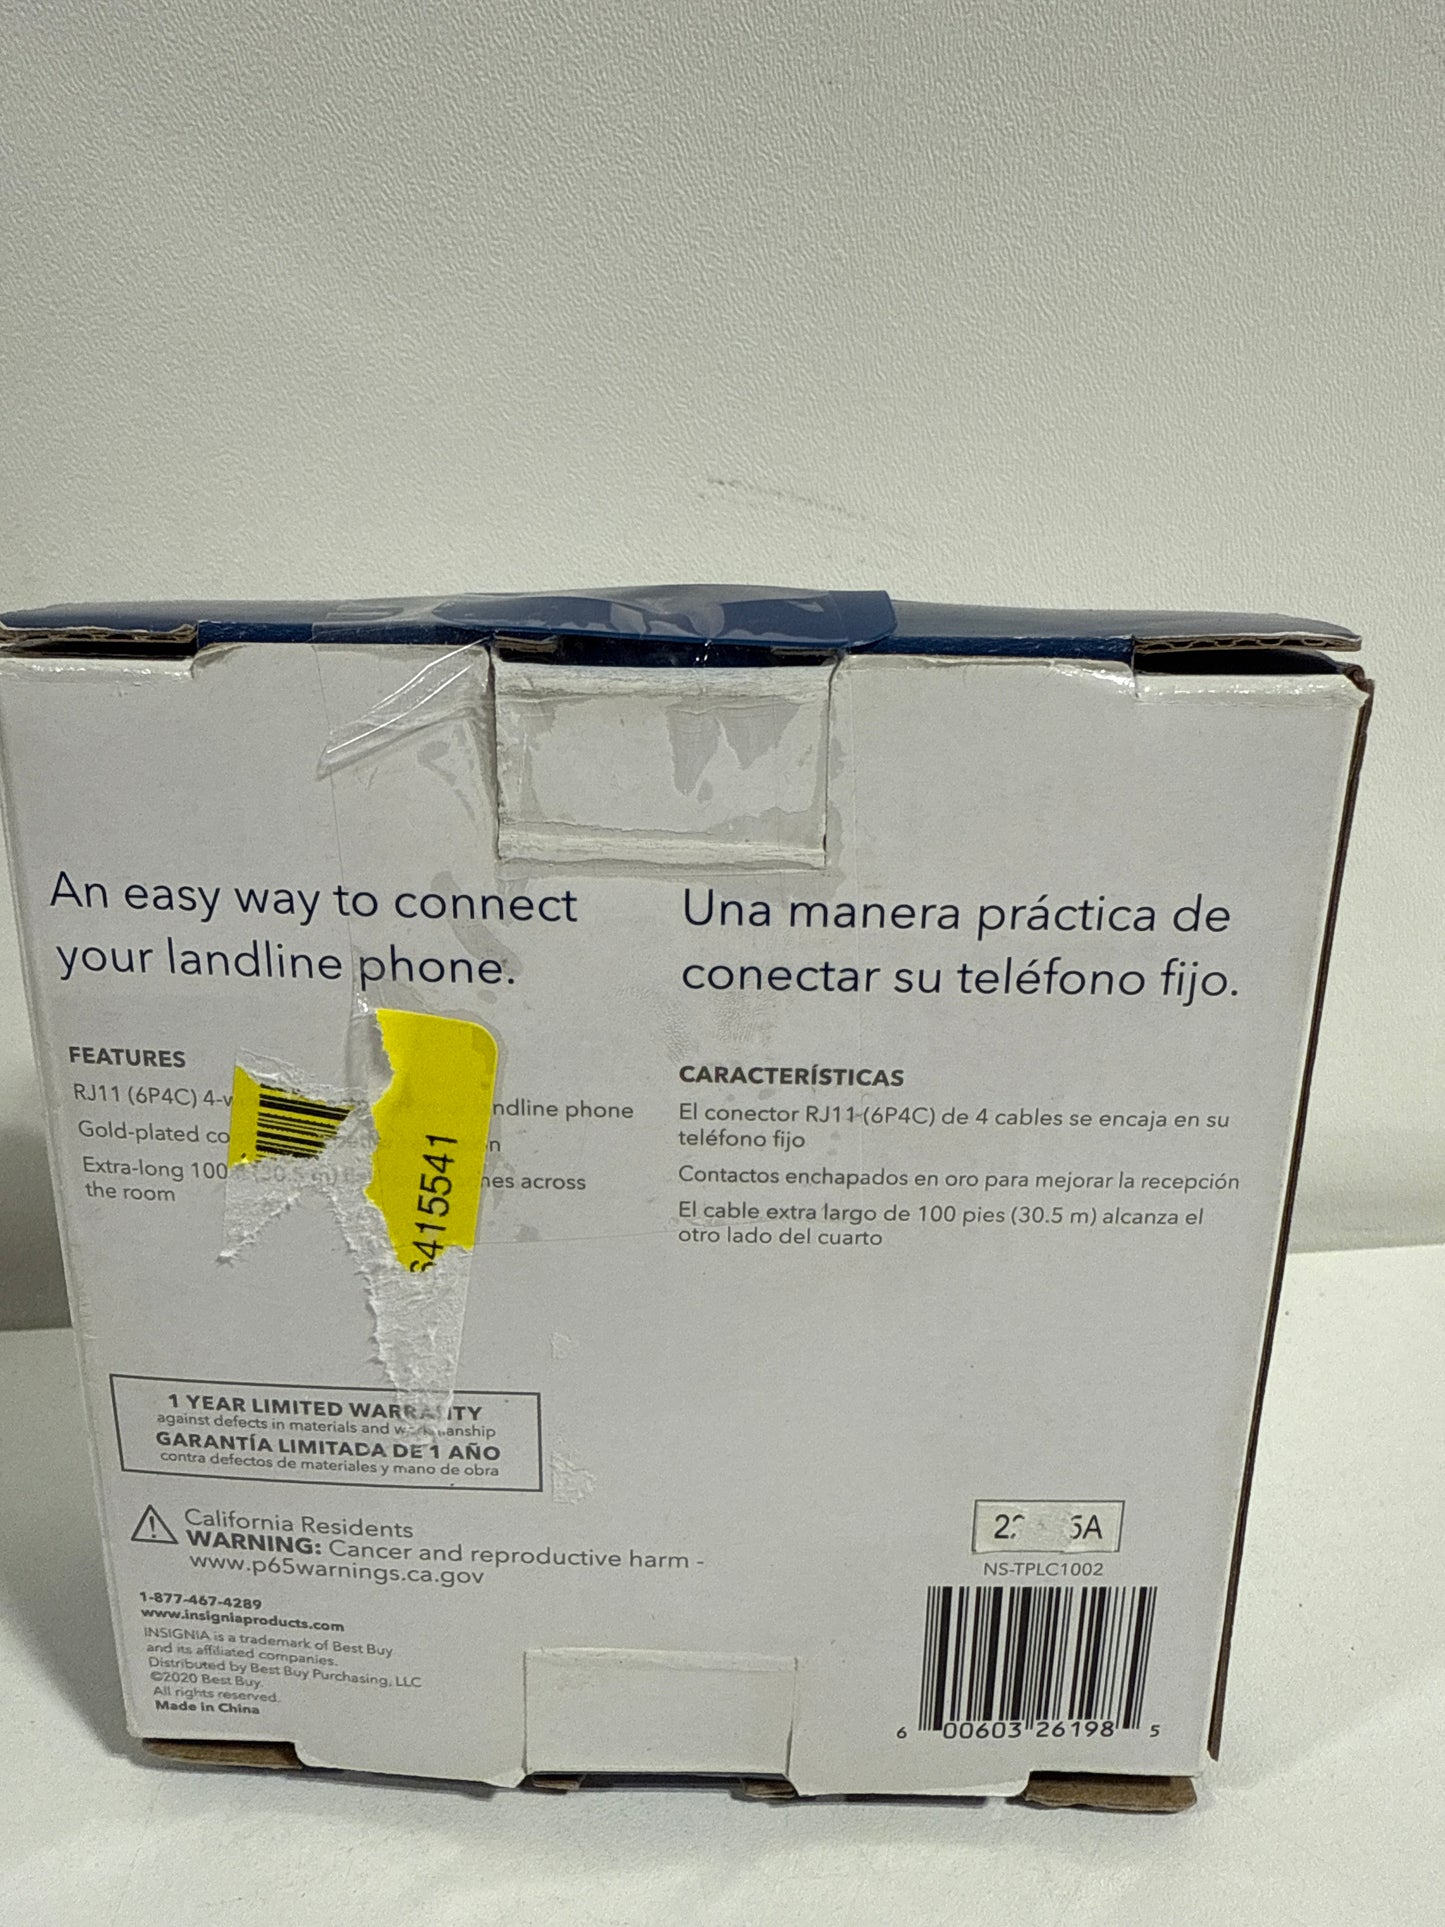 An easy way to connect
your landline phone.
FEATURES
RJ11 (6P4C) ndline phone
Gold-plated
Extra-long 100 across
the room
6415541
Una manera práctica de
conectar su teléfono fijo.
CARACTERÍSTICAS
El conector RJ11 (6P4C) de 4 cables se encaja en su
teléfono fijo
Contactos enchapados en oro para mejorar la recepción
El cable extra largo de 100 pies (30.5 m) alcanza el
otro lado del cuarto
1 YEAR LIMITED WARRANTY
against defects in materials and workmanship
GARANTÍA LIMITADA DE 1 AÑO
contra defectos de materiales y mano de obra
California Residents
WARNING: Cancer and reproductive harm -
www.p65warnings.ca.gov
1-877-467-4289
www.insigniaproducts.com
INSIGNIA is a trademark of Best Buy
and its affiliated companies.
Distributed by Best Buy Purchasing, LLC
©2020 Best Buy.
All rights reserved.
Made in China
5A
NS-TPLC1002
6 00603 26198 5